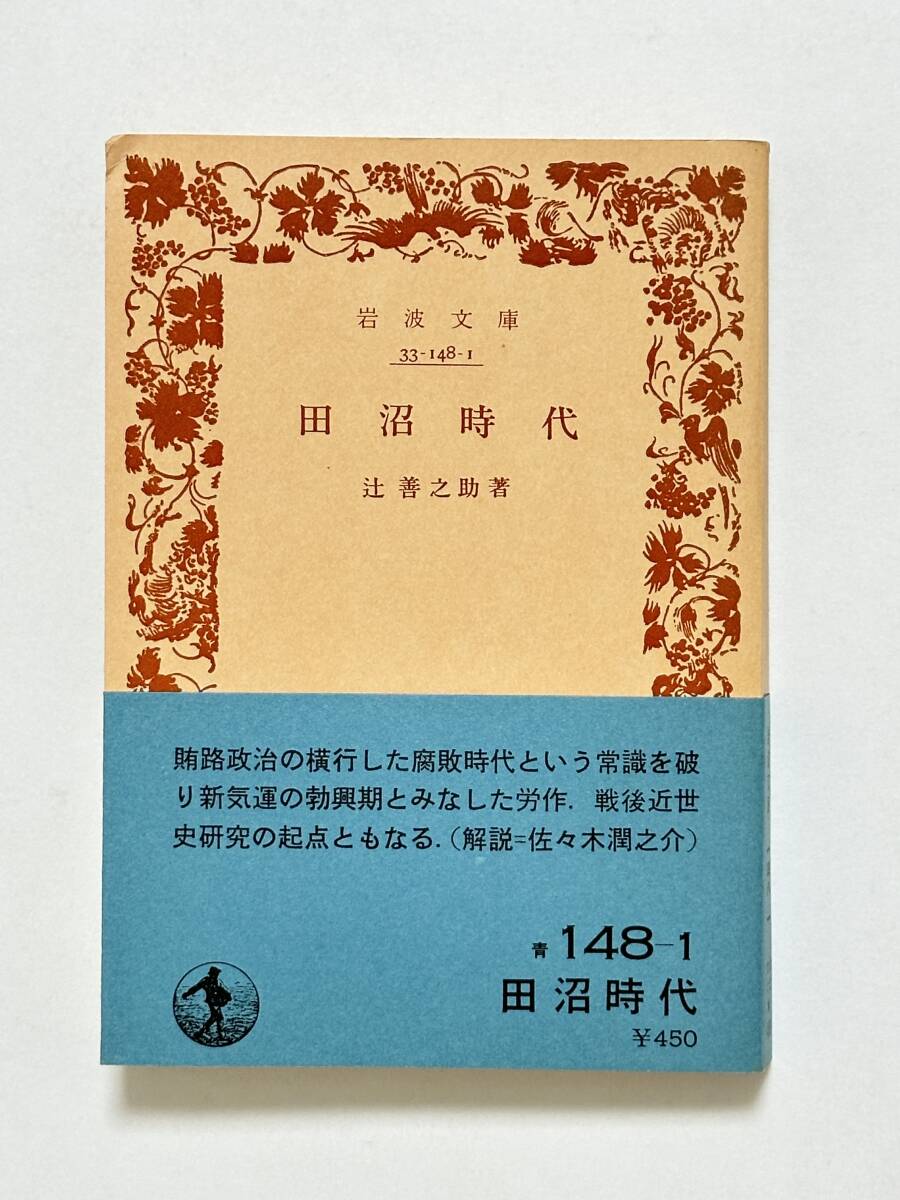 岩波文庫
33-148-1
田沼時代
辻善之助著
賄路政治の横行した腐敗時代という常識を破
り新気運の勃興期とみなした労作．戦後近世
史研究の起点ともなる．（解説=佐々木潤之介）
青 148-1
田沼時代
¥450